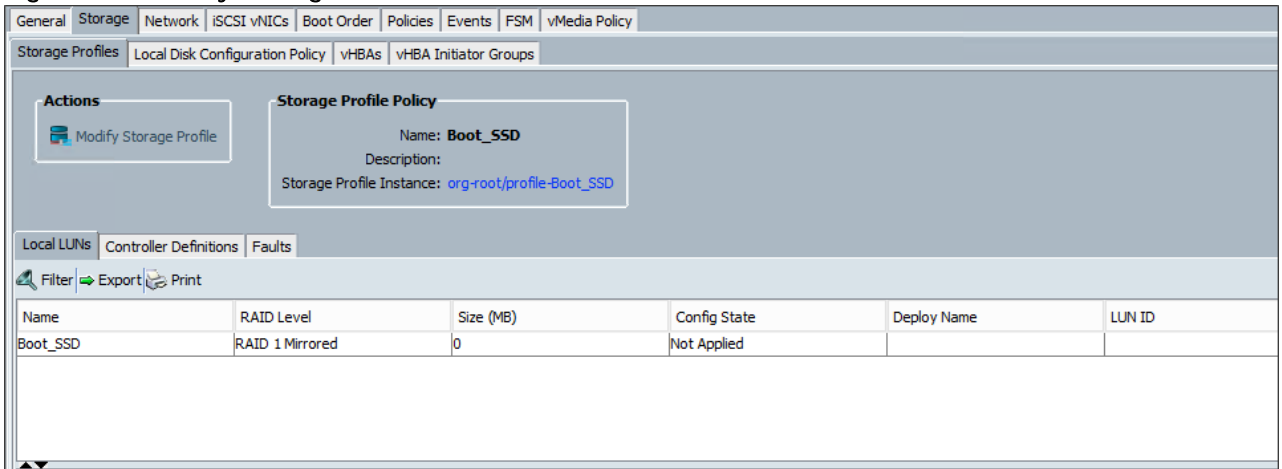 General Storage Network iSCSI vNICs Boot Order Policies Events FSM vMedia Policy
Storage Profiles Local Disk Configuration Policy vHBAs vHBA Initiator Groups
Actions
Modify Storage Profile
Storage Profile Policy
Name: Boot_SSD
Description:
Storage Profile Instance: org-root/profile-Boot_SSD
Local LUNs Controller Definitions Faults
Filter Export Print
Name RAID Level Size (MB) Config State Deploy Name LUN ID
Boot_SSD RAID 1 Mirrored 0 Not Applied